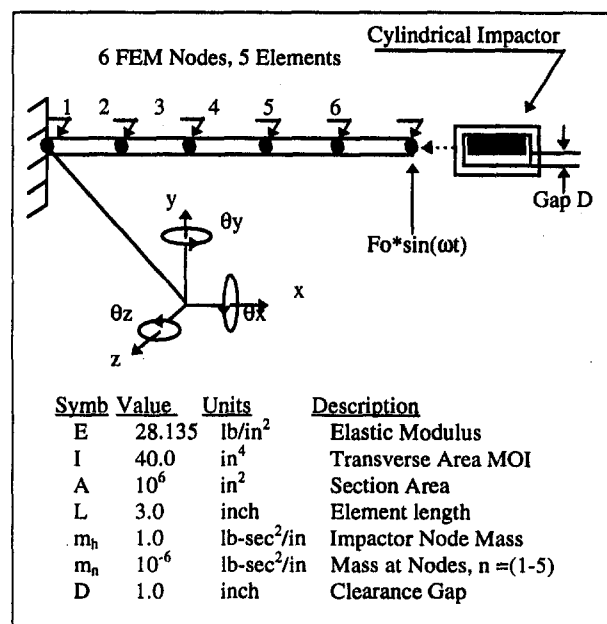 Cylindrical Impactor
6 FEM Nodes, 5 Elements
1 2 3 4 5 6
Gap D
Fo*sin(ωt)
y
θy
x
θx
θz
z
Symb Value Units Description
E 28.135 lb/in² Elastic Modulus
I 40.0 in⁴ Transverse Area MOI
A 10⁶ in² Section Area
L 3.0 inch Element length
mₕ 1.0 lb-sec²/in Impactor Node Mass
mₙ 10⁻⁶ lb-sec²/in Mass at Nodes, n =(1-5)
D 1.0 inch Clearance Gap